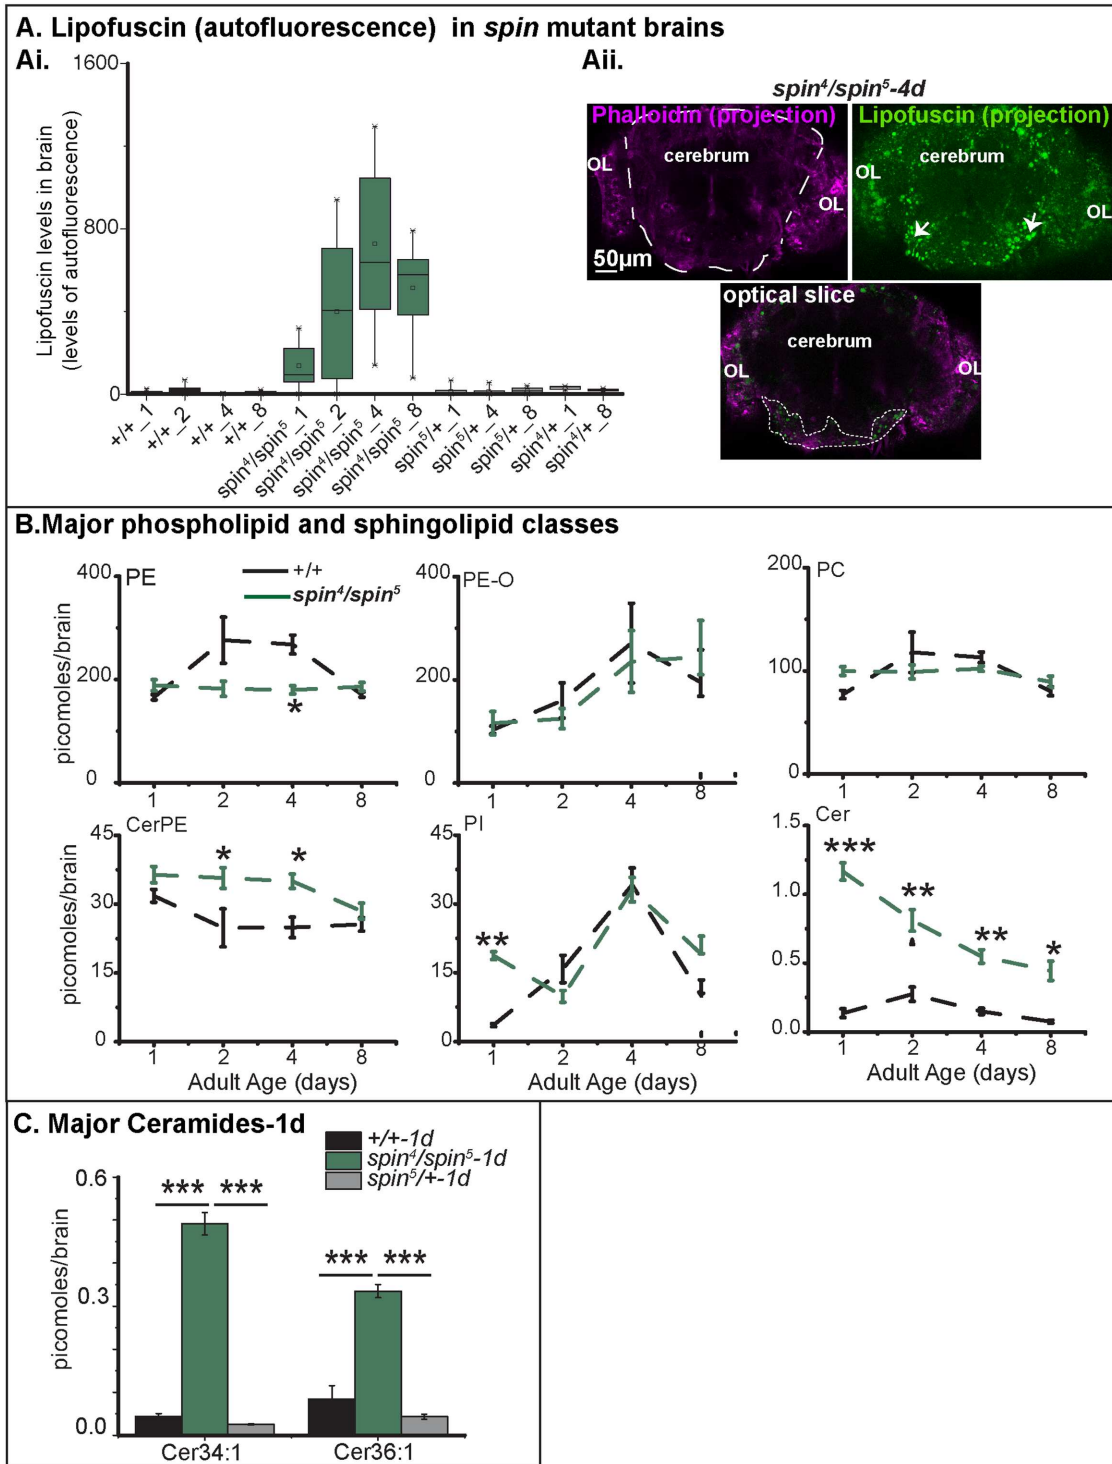 A. Lipofuscin (autofluorescence) in spin mutant brains
Ai.
Lipofuscin levels in brain
(levels of autofluorescence)
1600
800
0
+/+_1
+/+_2
+/+_4
+/+_8
spin⁴/spin⁵_1
spin⁴/spin⁵_2
spin⁴/spin⁵_4
spin⁴/spin⁵_8
spin⁵/+_1
spin⁵/+_4
spin⁵/+_8
spin⁴/+_1
spin⁴/+_8
Aii.
spin⁴/spin⁵-4d
Phalloidin (projection)
OL
cerebrum
OL
50µm
Lipofuscin (projection)
OL
cerebrum
OL
optical slice
OL
cerebrum
OL
B.Major phospholipid and sphingolipid classes
+/+
spin⁴/spin⁵
picomoles/brain
PE
400
200
0
*
1 2 4 8
PE-O
400
200
0
1 2 4 8
PC
200
100
0
1 2 4 8
picomoles/brain
CerPE
45
30
15
0
* *
1 2 4 8
Adult Age (days)
PI
45
30
15
0
**
1 2 4 8
Adult Age (days)
Cer
1.5
1.0
0.5
0.0
*** ** ** *
1 2 4 8
Adult Age (days)
C. Major Ceramides-1d
+/+-1d
spin⁴/spin⁵-1d
spin⁵/+-1d
picomoles/brain
0.6
0.3
0.0
*** ***
*** ***
Cer34:1 Cer36:1